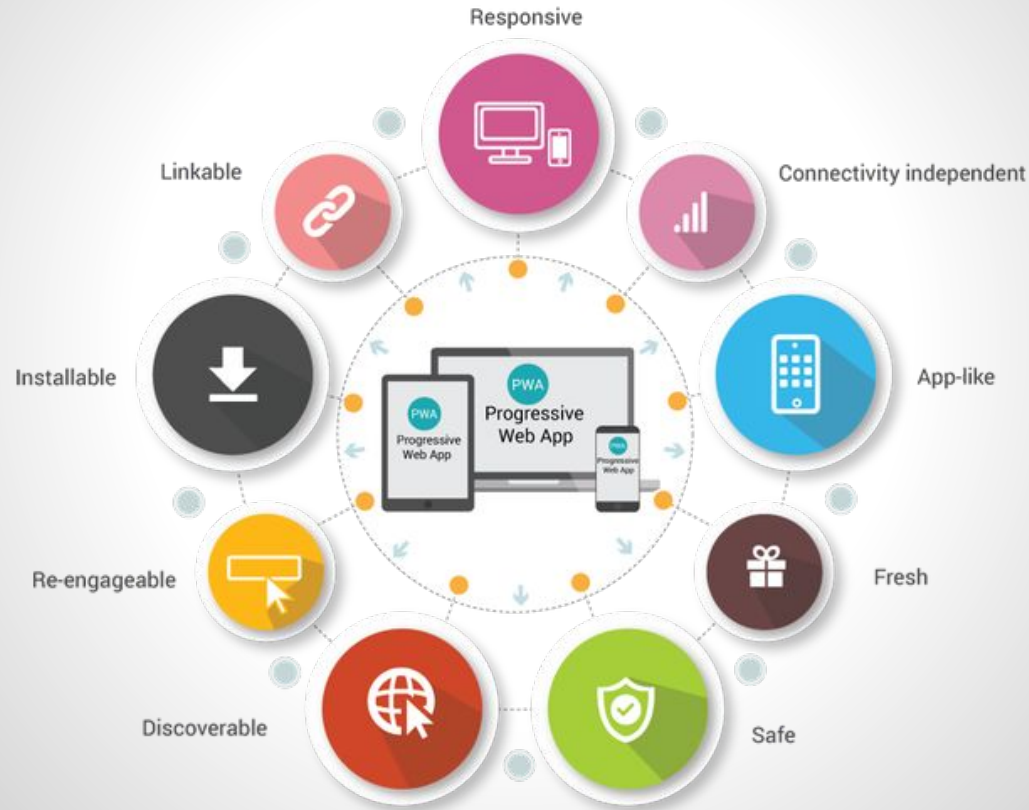 Responsive
Linkable
Connectivity independent
Installable
App-like
PWA
Progressive
Web App
PWA
Progressive
Web App
PWA
Progressive
Web App
Re-engageable
Fresh
Discoverable
Safe